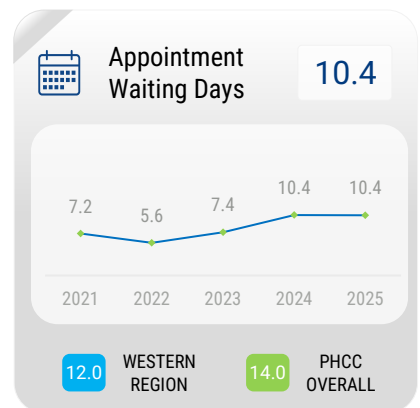 Appointment
Waiting Days
10.4
7.2
5.6
7.4
10.4
10.4
2021
2022
2023
2024
2025
12.0
WESTERN
REGION
14.0
PHCC
OVERALL